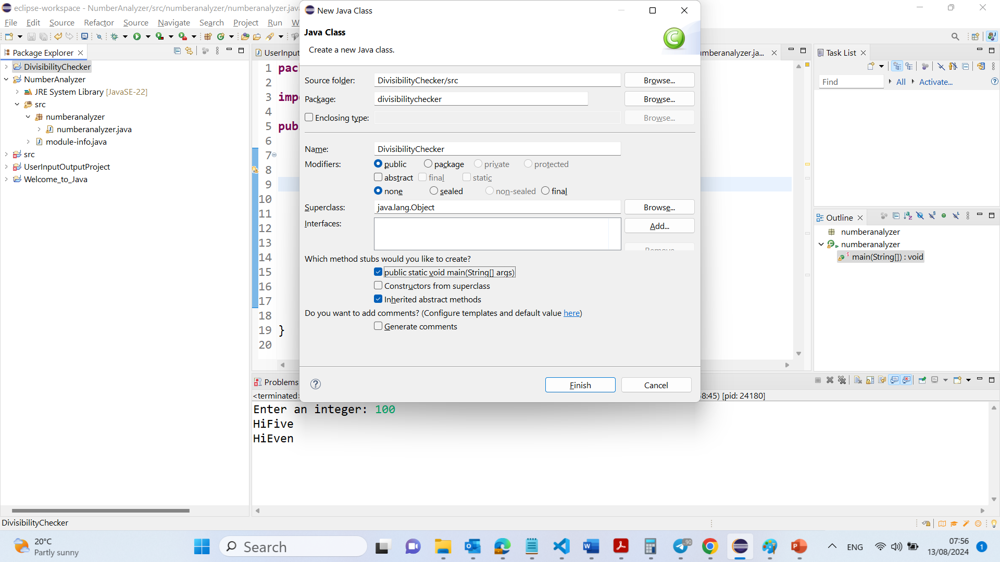 eclipse-workspace - NumberAnalyzer/src/numberanalyzer/numberanalyzer.java
File Edit Source Refactor Source Navigate Search Project Run
Package Explorer
DivisibilityChecker
NumberAnalyzer
JRE System Library [JavaSE-22]
src
numberanalyzer
numberanalyzer.java
module-info.java
src
UserInputOutputProject
Welcome_to_Java
UserInput
1
2
3
4
5
6
7
8
9
10
11
12
13
14
15
16
17
18
19 }
20
New Java Class
Java Class
Create a new Java class.
Source folder: DivisibilityChecker/src Browse...
Package: divisibilitychecker Browse...
Enclosing type: Browse...
Name: DivisibilityChecker
Modifiers: public package private protected
abstract final static
none sealed non-sealed final
Superclass: java.lang.Object Browse...
Interfaces: Add...
Remove
Which method stubs would you like to create?
public static void main(String[] args)
Constructors from superclass
Inherited abstract methods
Do you want to add comments? (Configure templates and default value here)
Generate comments
Finish Cancel
mberanalyzer.ja...
Task List
Find All Activate...
Outline
numberanalyzer
numberanalyzer
main(String[]) : void
Problems
<terminated> 8:45) [pid: 24180]
Enter an integer: 100
HiFive
HiEven
DivisibilityChecker
20°C
Partly sunny
Search
90
ENG
07:56
13/08/2024
1